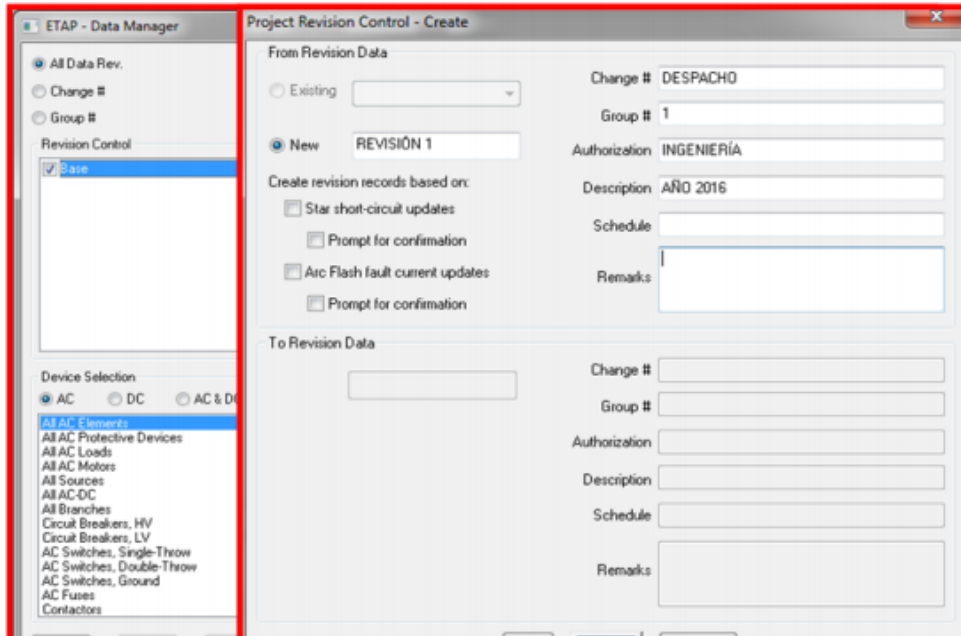 ETAP - Data Manager
All Data Rev.
Change #
Group #
Revision Control
Base
Device Selection
AC DC AC & DC
All AC Elements
All AC Protective Devices
All AC Loads
All AC Motors
All Sources
All AC-DC
All Branches
Circuit Breakers, HV
Circuit Breakers, LV
AC Switches, Single-Throw
AC Switches, Double-Throw
AC Switches, Ground
AC Fuses
Contactors
Project Revision Control - Create
From Revision Data
Existing
New REVISIÓN 1
Create revision records based on:
Star short-circuit updates
Prompt for confirmation
Arc Flash fault current updates
Prompt for confirmation
Change # DESPACHO
Group # 1
Authorization INGENIERÍA
Description AÑO 2016
Schedule
Remarks
To Revision Data
Change #
Group #
Authorization
Description
Schedule
Remarks